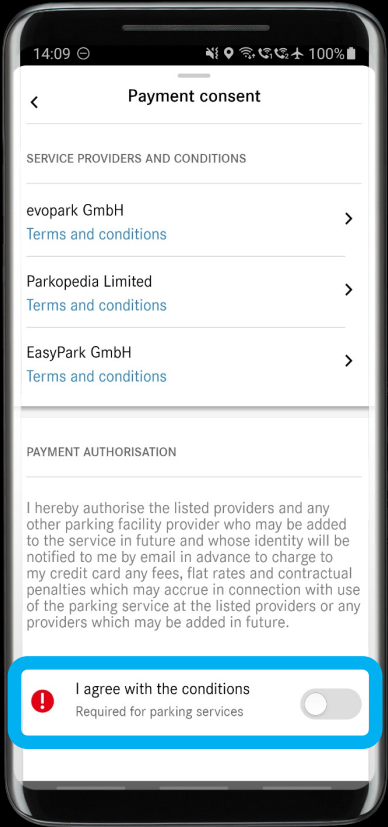 14:09 100%
Payment consent
SERVICE PROVIDERS AND CONDITIONS
evopark GmbH
Terms and conditions
Parkopedia Limited
Terms and conditions
EasyPark GmbH
Terms and conditions
PAYMENT AUTHORISATION
I hereby authorise the listed providers and any
other parking facility provider who may be added
to the service in future and whose identity will be
notified to me by email in advance to charge to
my credit card any fees, flat rates and contractual
penalties which may accrue in connection with use
of the parking service at the listed providers or any
providers which may be added in future.
I agree with the conditions
Required for parking services